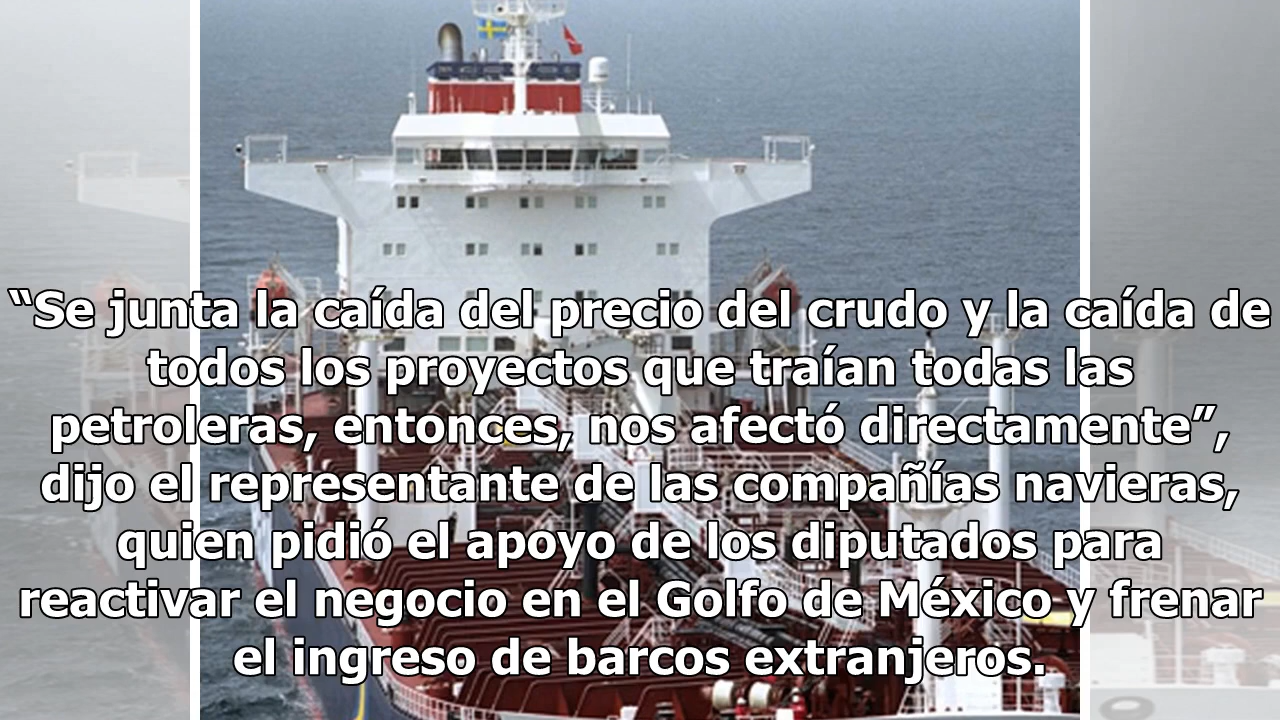 “Se junta la caída del precio del crudo y la caída de
todos los proyectos que traían todas las
petroleras, entonces, nos afectó directamente”,
dijo el representante de las compañías navieras,
quien pidió el apoyo de los diputados para
reactivar el negocio en el Golfo de México y frenar
el ingreso de barcos extranjeros.